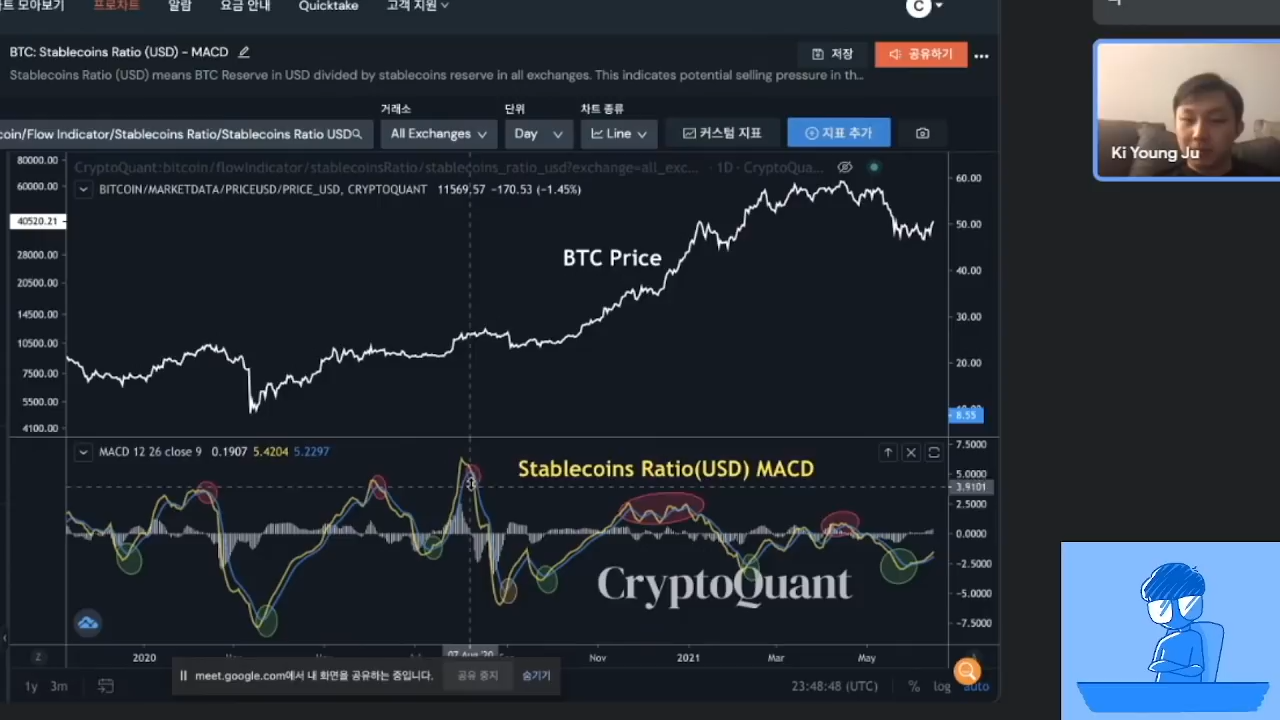 트 모아보기 프로차트 알람 요금 안내 Quicktake 고객 지원 C
BTC: Stablecoins Ratio (USD) - MACD 저장 공유하기
Stablecoins Ratio (USD) means BTC Reserve in USD divided by stablecoins reserve in all exchanges. This indicates potential selling pressure in th...
거래소 단위 차트 종류
coin/Flow Indicator/Stablecoins Ratio/Stablecoins Ratio USD All Exchanges Day Line 커스텀 지표 지표 추가
CryptoQuant:bitcoin/flowIndicator/stablecoinsRatio/stablecoins_ratio_usd?exchange=all_exc... · 1D · CryptoQua...
BITCOIN/MARKETDATA/PRICEUSD/PRICE_USD, CRYPTOQUANT 11569.57 −170.53 (−1.45%)
80000.00
60000.00
40520.21
28000.00
20500.00
14500.00
10500.00
7500.00
5500.00
4100.00
60.00
50.00
40.00
30.00
20.00
8.55
BTC Price
MACD 12 26 close 9 0.1907 5.4204 5.2297
Stablecoins Ratio(USD) MACD
7.5000
5.0000
3.9101
2.5000
0.0000
−2.5000
−5.0000
−7.5000
CryptoQuant
Z 2020 07 Aug '20 Nov 2021 Mar May
meet.google.com에서 내 화면을 공유하는 중입니다. 공유 중지 숨기기
1y 3m 23:48:48 (UTC) % log auto
Ki Young Ju